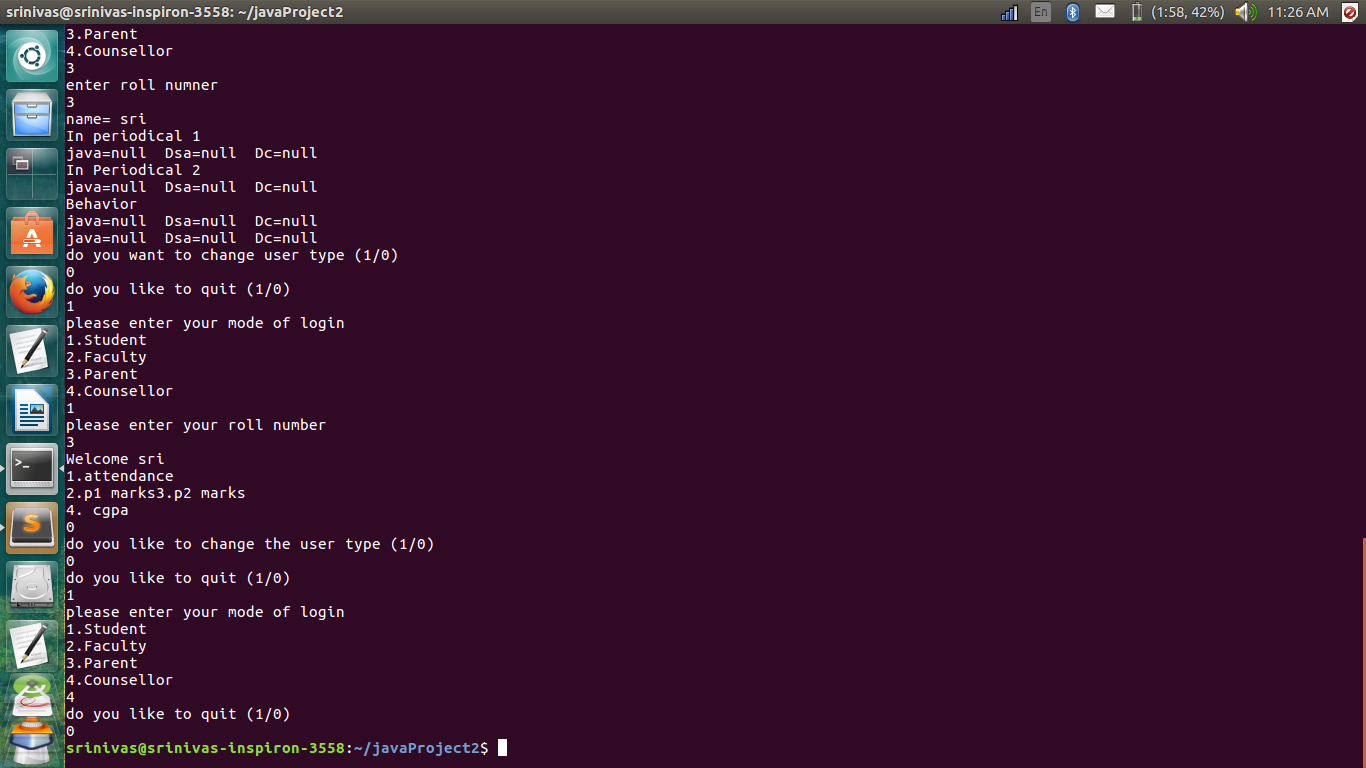 srinivas@srinivas-inspiron-3558: ~/javaProject2
En
(1:58, 42%)
11:26 AM
3.Parent
4.Counsellor
3
enter roll numner
3
name= sri
In periodical 1
java=null  Dsa=null  Dc=null
In Periodical 2
java=null  Dsa=null  Dc=null
Behavior
java=null  Dsa=null  Dc=null
java=null  Dsa=null  Dc=null
do you want to change user type (1/0)
0
do you like to quit (1/0)
1
please enter your mode of login
1.Student
2.Faculty
3.Parent
4.Counsellor
1
please enter your roll number
3
Welcome sri
1.attendance
2.p1 marks3.p2 marks
4. cgpa
0
do you like to change the user type (1/0)
0
do you like to quit (1/0)
1
please enter your mode of login
1.Student
2.Faculty
3.Parent
4.Counsellor
4
do you like to quit (1/0)
0
srinivas@srinivas-inspiron-3558:~/javaProject2$